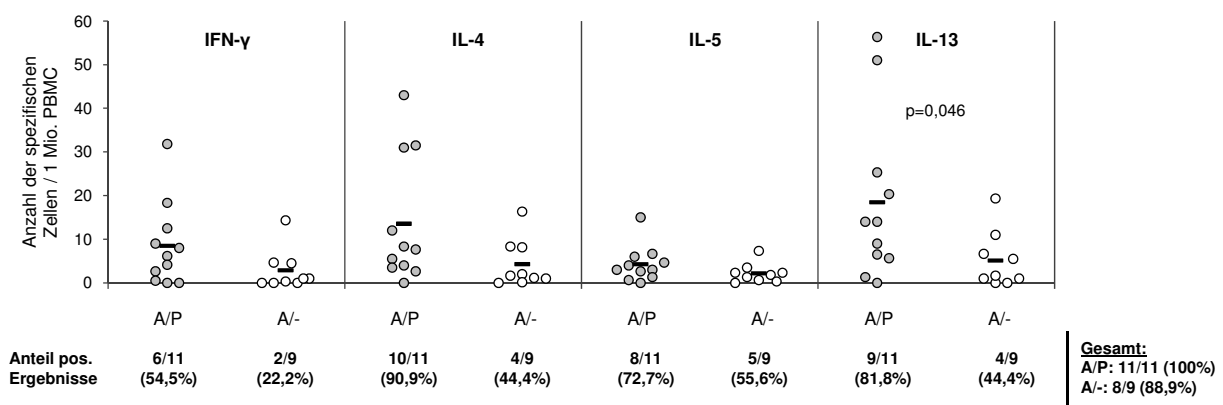 Anzahl der spezifischen
Zellen / 1 Mio. PBMC
60
50
40
30
20
10
0
IFN-γ
IL-4
IL-5
IL-13
p=0,046
A/P A/- A/P A/- A/P A/- A/P A/-
Anteil pos. 6/11 2/9 10/11 4/9 8/11 5/9 9/11 4/9
Ergebnisse (54,5%) (22,2%) (90,9%) (44,4%) (72,7%) (55,6%) (81,8%) (44,4%)
Gesamt:
A/P: 11/11 (100%)
A/-: 8/9 (88,9%)